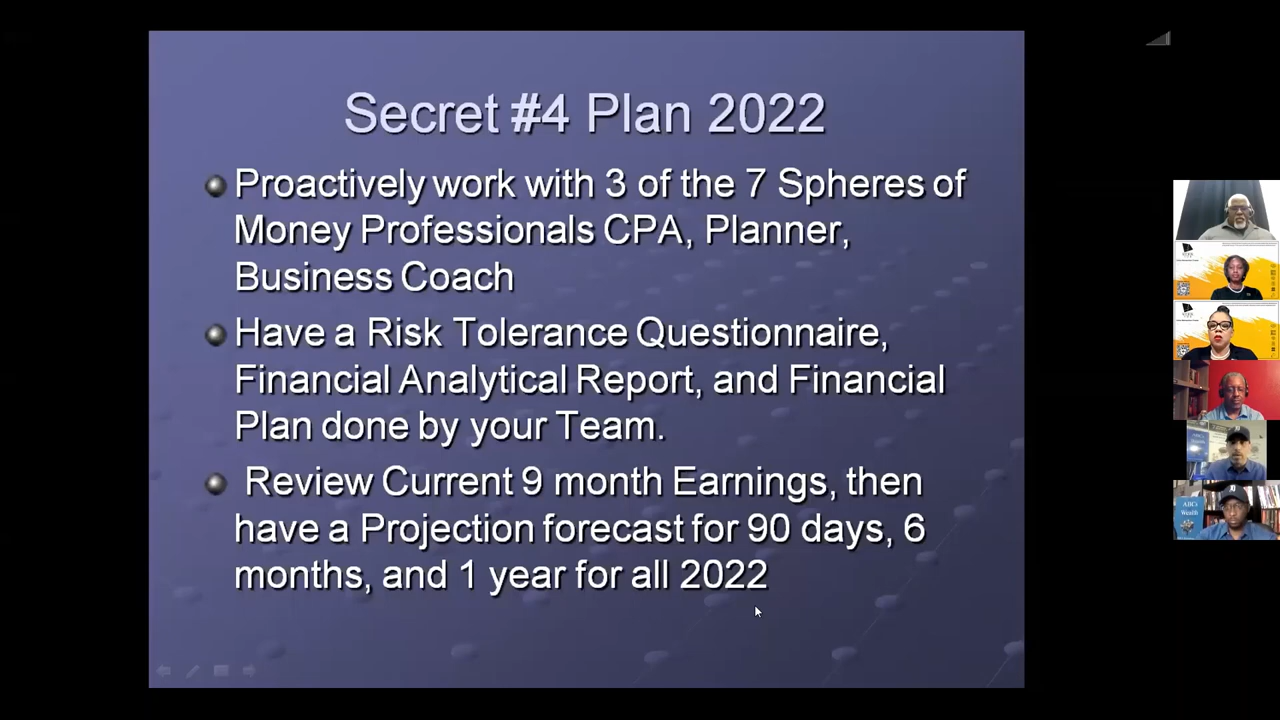 Secret #4 Plan 2022
Proactively work with 3 of the 7 Spheres of
Money Professionals CPA, Planner,
Business Coach
Have a Risk Tolerance Questionnaire,
Financial Analytical Report, and Financial
Plan done by your Team.
Review Current 9 month Earnings, then
have a Projection forecast for 90 days, 6
months, and 1 year for all 2022
ABCs
Wealth